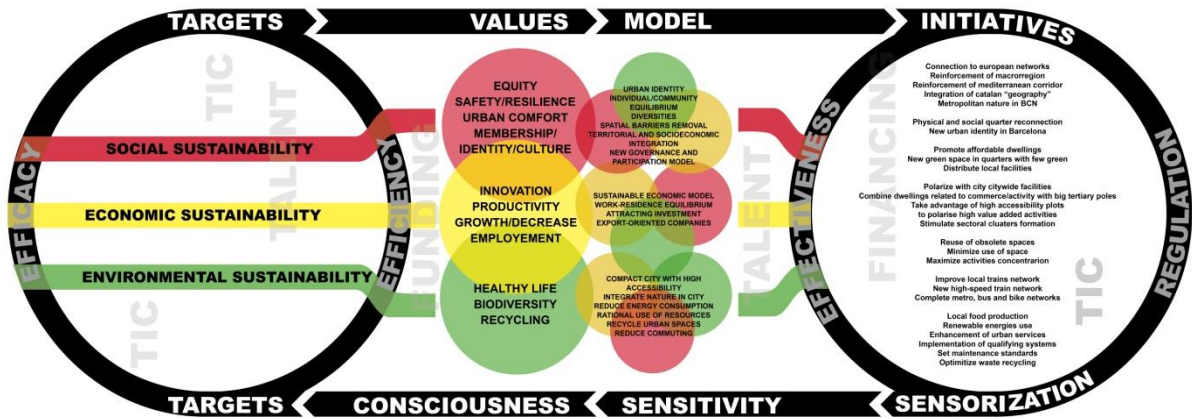 TARGETS
VALUES
MODEL
INITIATIVES
TIC
TALENT
EFFICACY
EFFICIENCY
SOCIAL SUSTAINABILITY
ECONOMIC SUSTAINABILITY
ENVIRONMENTAL SUSTAINABILITY
TIC
FUNDING
EQUITY
SAFETY/RESILIENCE
URBAN COMFORT
MEMBERSHIP/
IDENTITY/CULTURE
INNOVATION
PRODUCTIVITY
GROWTH/DECREASE
EMPLOYEMENT
HEALTHY LIFE
BIODIVERSITY
RECYCLING
URBAN IDENTITY
INDIVIDUAL/COMMUNITY
EQUILIBRIUM
DIVERSITIES
SPATIAL BARRIERS REMOVAL
TERRITORIAL AND SOCIOECONOMIC
INTEGRATION
NEW GOVERNANCE AND
PARTICIPATION MODEL
SUSTAINABLE ECONOMIC MODEL
WORK-RESIDENCE EQUILIBRIUM
ATTRACTING INVESTMENT
EXPORT-ORIENTED COMPANIES
COMPACT CITY WITH HIGH
ACCESSIBILITY
INTEGRATE NATURE IN CITY
REDUCE ENERGY CONSUMPTION
RATIONAL USE OF RESOURCES
RECYCLE URBAN SPACES
REDUCE COMMUTING
TALENT
EFFECTIVENESS
FINANCING
Connection to european networks
Reinforcement of macrorregion
Reinforcement of mediterranean corridor
Integration of catalan "geography"
Metropolitan nature in BCN
Physical and social quarter reconnection
New urban identity in Barcelona
Promote affordable dwellings
New green space in quarters with few green
Distribute local facilities
Polarize with city citywide facilities
Combine dwellings related to commerce/activity with big tertiary poles
Take advantage of high accessibility plots
to polarise high value added activities
Stimulate sectoral cluaters formation
Reuse of obsolete spaces
Minimize use of space
Maximize activities concentrarion
Improve local trains network
New high-speed train network
Complete metro, bus and bike networks
Local food production
Renewable energies use
Enhancement of urban services
Implementation of qualifying systems
Set maintenance standards
Optimitize waste recycling
TIC
REGULATION
TARGETS
CONSCIOUSNESS
SENSITIVITY
SENSORIZATION